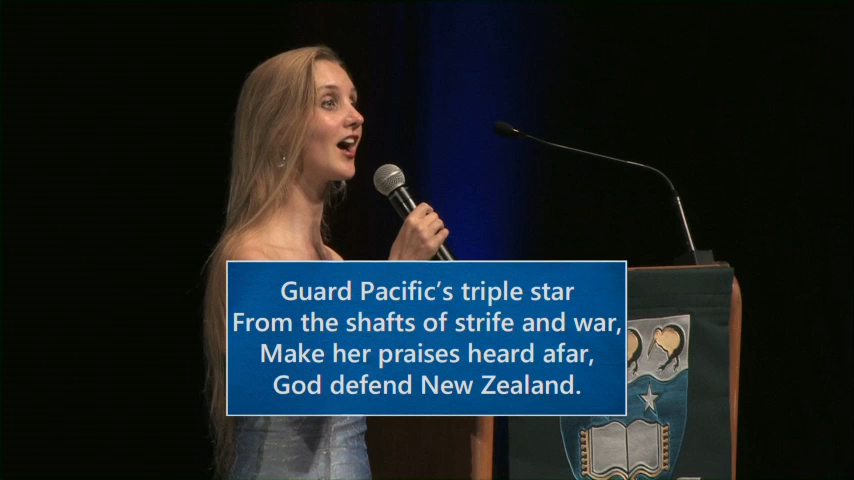 Guard Pacific’s triple star
From the shafts of strife and war,
Make her praises heard afar,
God defend New Zealand.